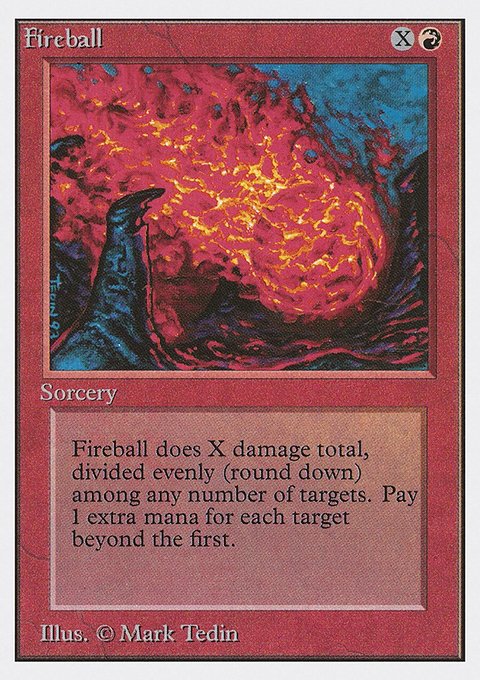 Fireball X
Sorcery
Fireball does X damage total,
divided evenly (round down)
among any number of targets. Pay
1 extra mana for each target
beyond the first.
Illus. © Mark Tedin